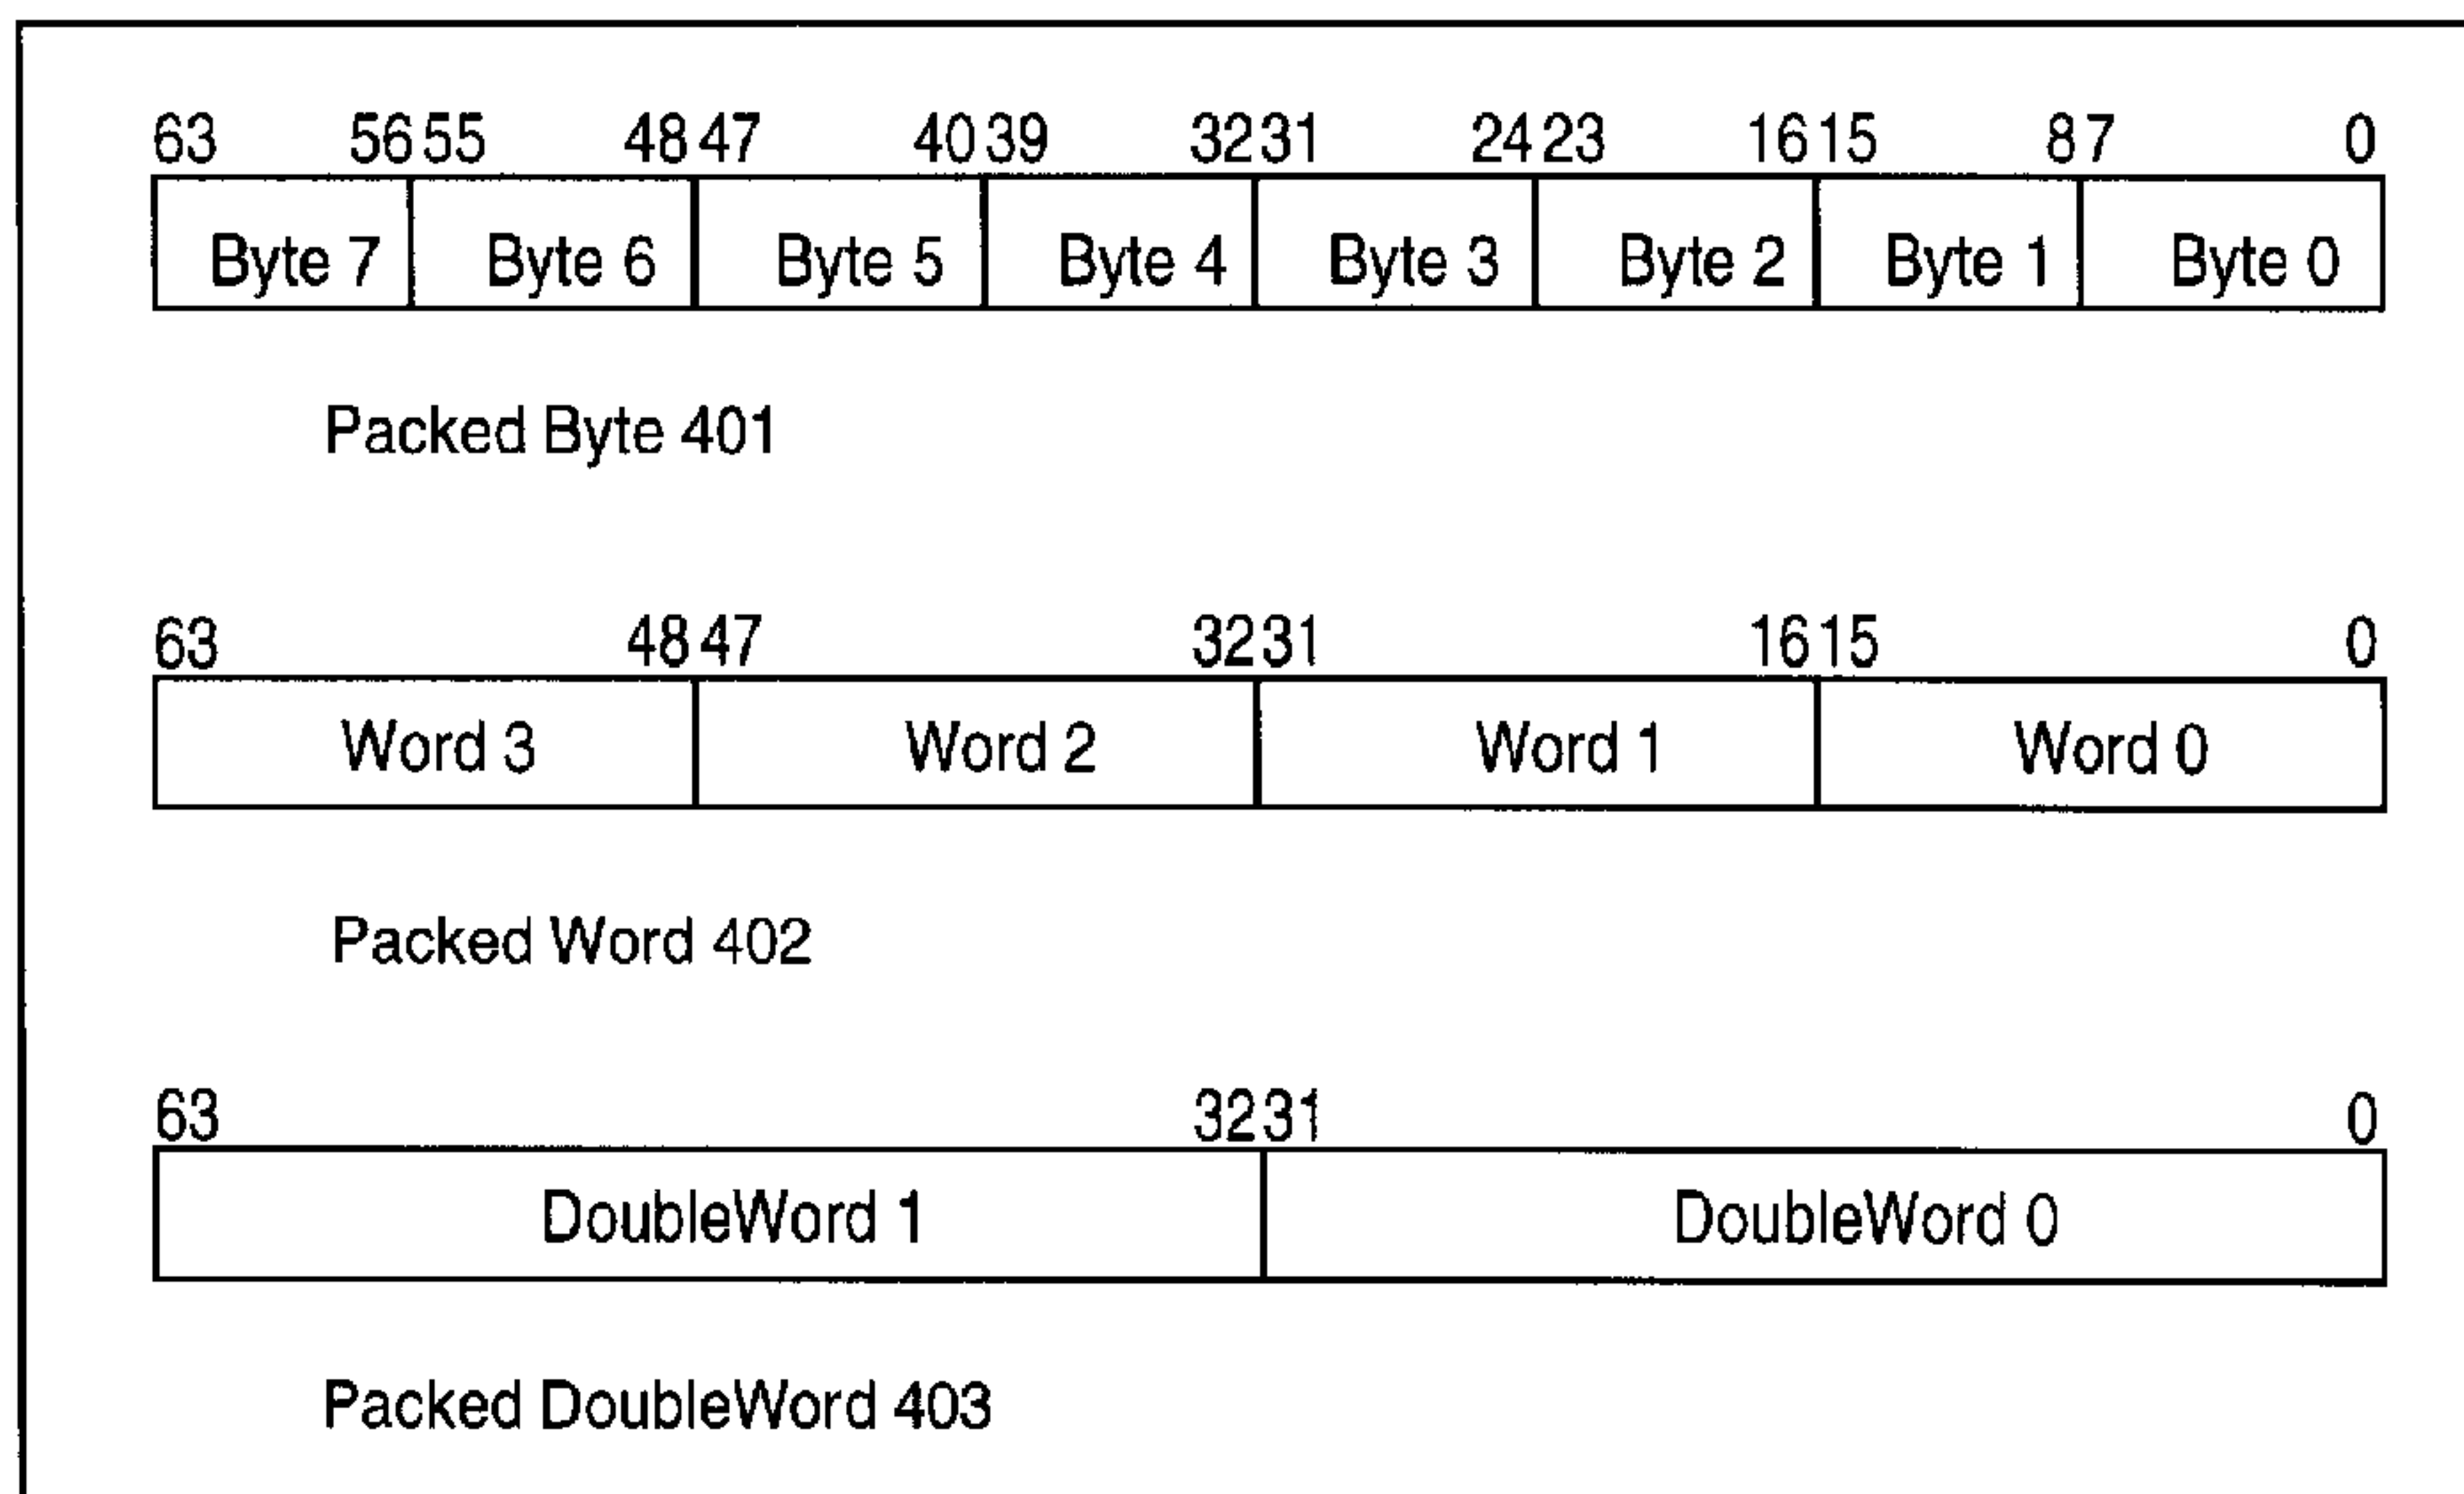 63 56 55 48 47 40 39 32 31 24 23 16 15 8 7 0
Byte 7 Byte 6 Byte 5 Byte 4 Byte 3 Byte 2 Byte 1 Byte 0
Packed Byte 401
63 48 47 32 31 16 15 0
Word 3 Word 2 Word 1 Word 0
Packed Word 402
63 32 31 0
DoubleWord 1 DoubleWord 0
Packed DoubleWord 403